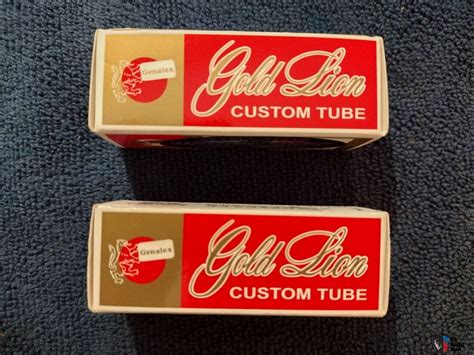 Genalex
Gold Lion
CUSTOM TUBE
Genalex
Gold Lion
CUSTOM TUBE